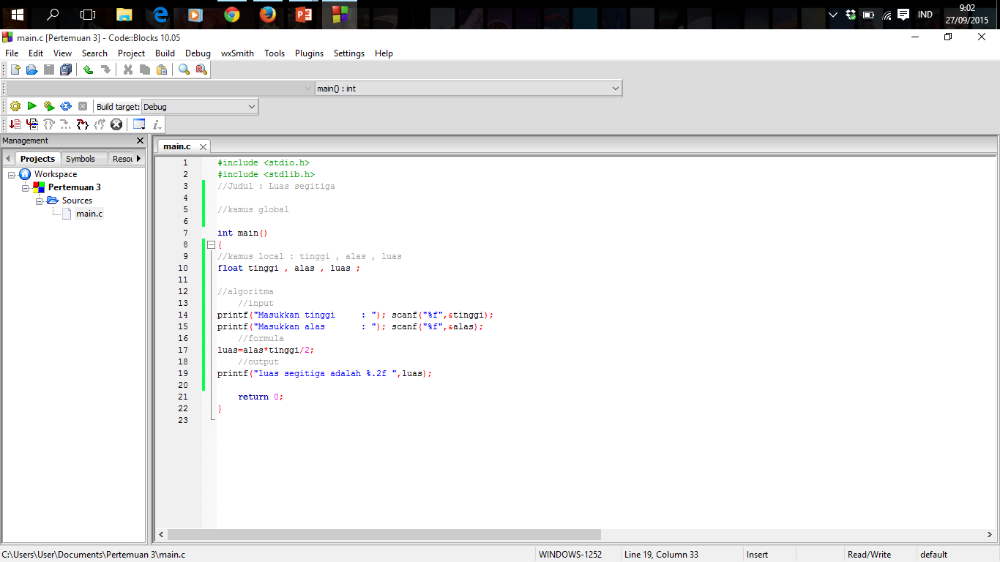 9:02
IND
27/09/2015
main.c [Pertemuan 3] - Code::Blocks 10.05
File Edit View Search Project Build Debug wxSmith Tools Plugins Settings Help
main() : int
Build target: Debug
Management
Projects Symbols Resou
Workspace
Pertemuan 3
Sources
main.c
main.c
1 #include <stdio.h>
2 #include <stdlib.h>
3 //Judul : Luas segitiga
4
5 //kamus global
6
7 int main()
8 {
9 //kamus local : tinggi , alas , luas
10 float tinggi , alas , luas ;
11
12 //algoritma
13     //input
14 printf("Masukkan tinggi     : "); scanf("%f",&tinggi);
15 printf("Masukkan alas       : "); scanf("%f",&alas);
16     //formula
17 luas=alas*tinggi/2;
18     //output
19 printf("luas segitiga adalah %.2f ",luas);
20
21     return 0;
22 }
23
C:\Users\User\Documents\Pertemuan 3\main.c WINDOWS-1252 Line 19, Column 33 Insert Read/Write default